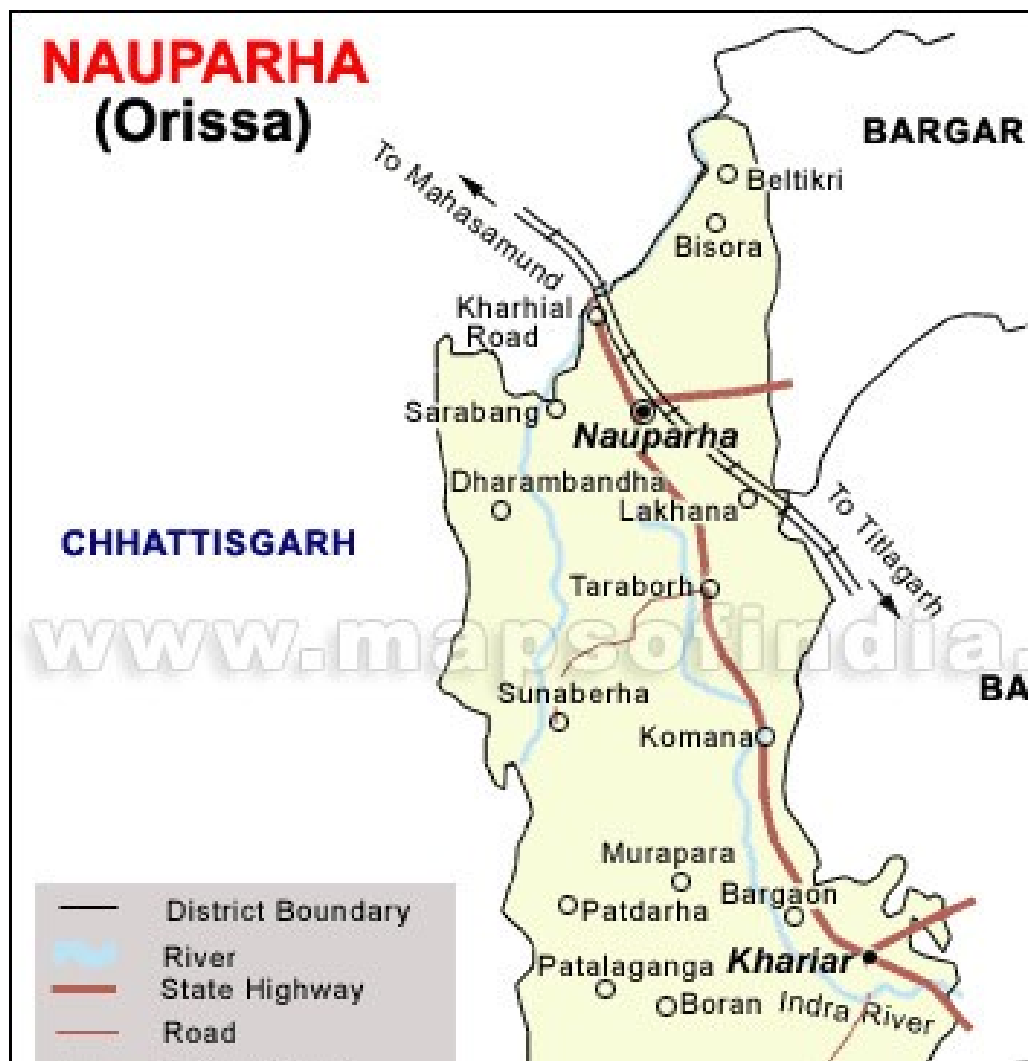 NAUPARHA
(Orissa)
BARGAR
To Mahasamund
Beltikri
Bisora
Kharhial
Road
Sarabang
Nauparha
Dharambandha
Lakhana
To Titlagarh
CHHATTISGARH
Taraborh
www.mapsofindia.
Sunaberha
BA
Komana
Murapara
Bargaon
Patdarha
Patalaganga
Khariar
Boran
Indra River
District Boundary
River
State Highway
Road